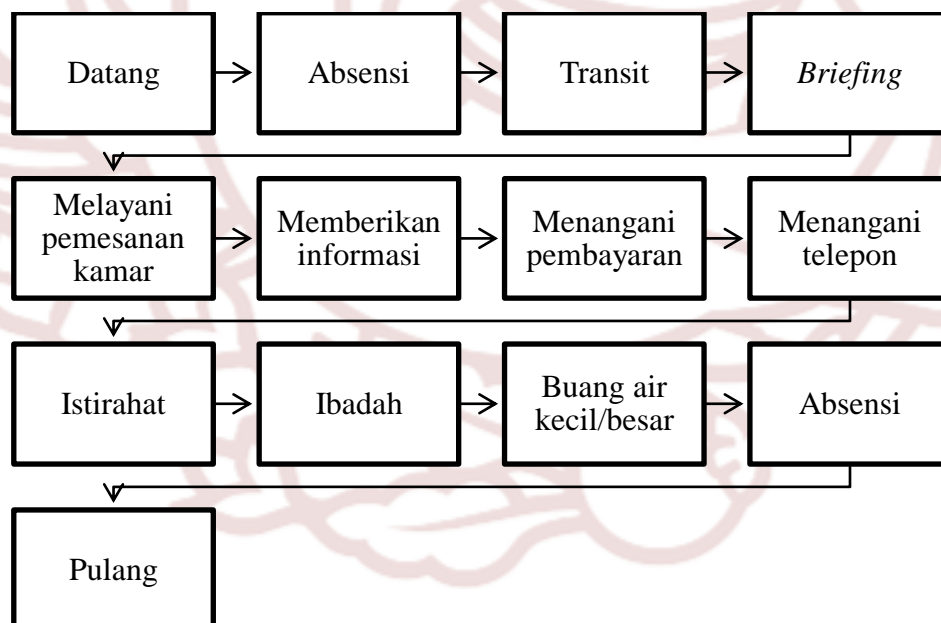 Datang
Absensi
Transit
Briefing
Melayani
pemesanan
kamar
Memberikan
informasi
Menangani
pembayaran
Menangani
telepon
Istirahat
Ibadah
Buang air
kecil/besar
Absensi
Pulang